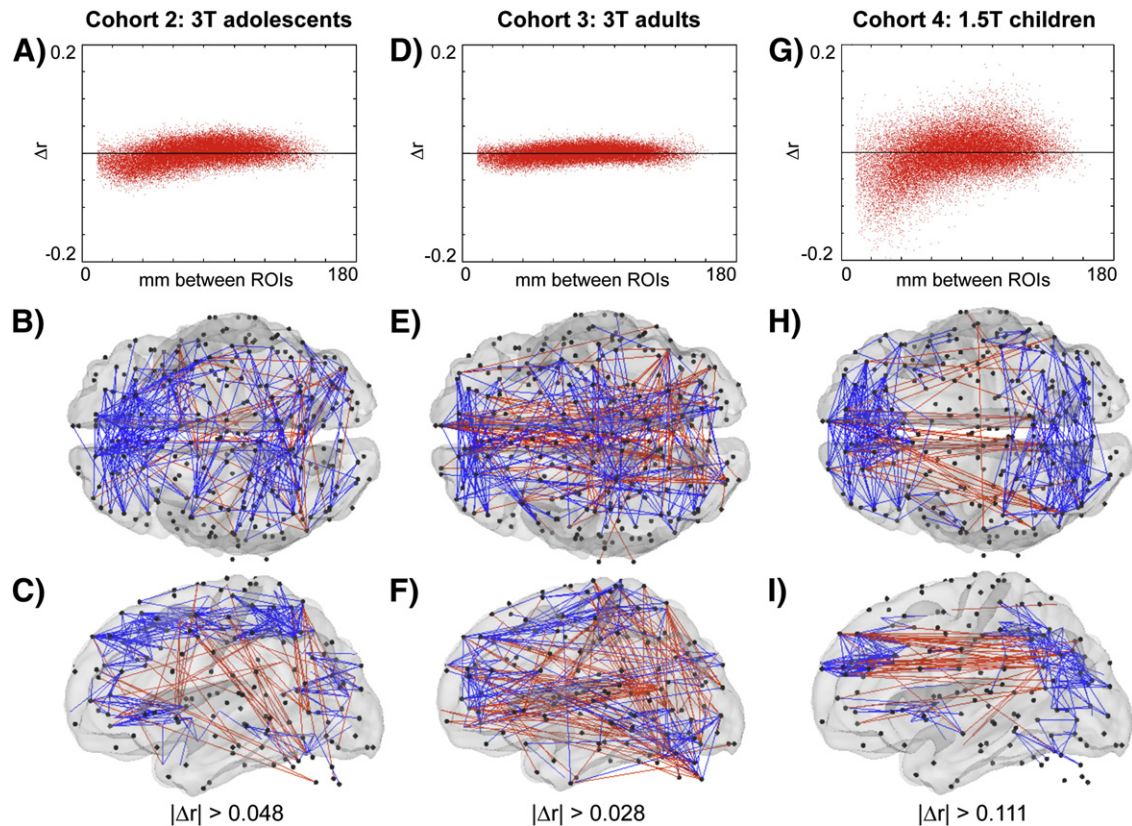 Cohort 2: 3T adolescents
Cohort 3: 3T adults
Cohort 4: 1.5T children
A)
0.2
Δr
-0.2
0
mm between ROIs
180
D)
0.2
Δr
-0.2
0
mm between ROIs
180
G)
0.2
Δr
-0.2
0
mm between ROIs
180
B)
E)
H)
C)
F)
I)
|Δr| > 0.048
|Δr| > 0.028
|Δr| > 0.111